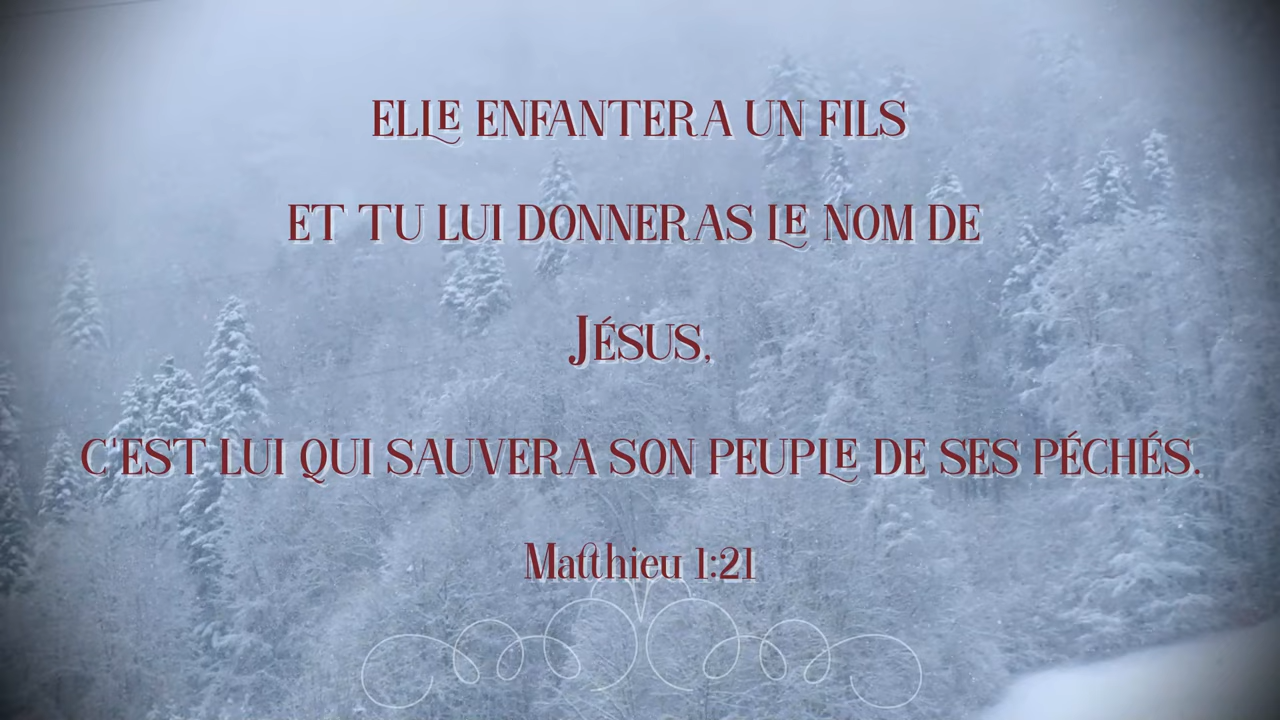 ELLE ENFANTERA UN FILS
ET TU LUI DONNERAS LE NOM DE
JÉSUS,
C'EST LUI QUI SAUVERA SON PEUPLE DE SES PÉCHÉS.
Matthieu 1:21